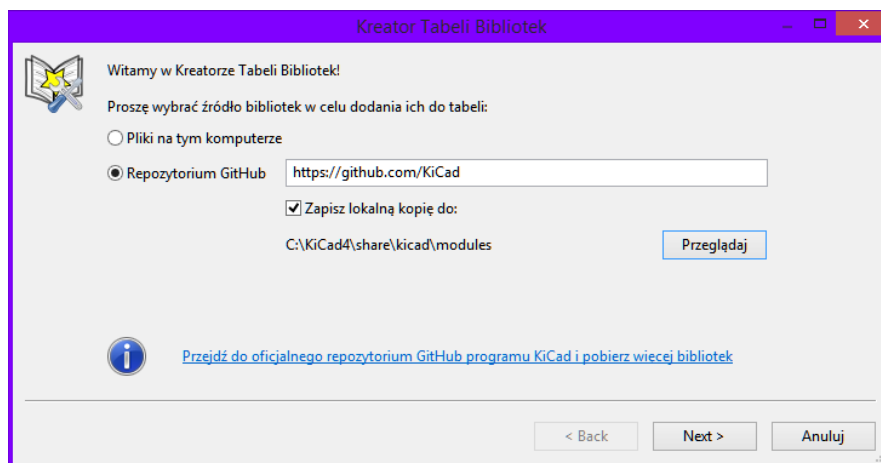 Kreator Tabeli Bibliotek
Witamy w Kreatorze Tabeli Bibliotek!
Proszę wybrać źródło bibliotek w celu dodania ich do tabeli:
Pliki na tym komputerze
Repozytorium GitHub https://github.com/KiCad
Zapisz lokalną kopię do:
C:\KiCad4\share\kicad\modules Przeglądaj
Przejdź do oficjalnego repozytorium GitHub programu KiCad i pobierz wiecej bibliotek
< Back Next > Anuluj